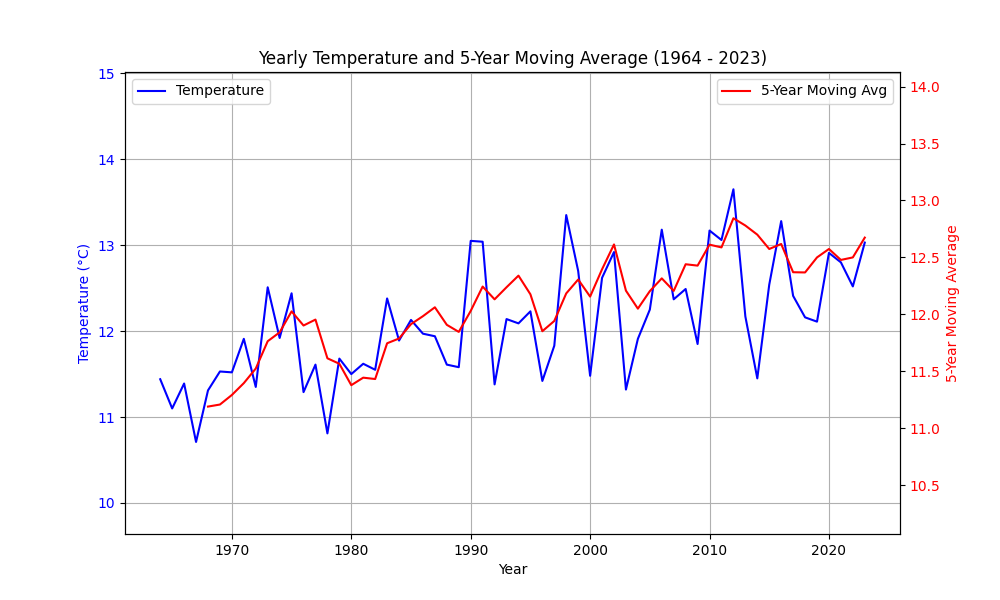 Yearly Temperature and 5-Year Moving Average (1964 - 2023)
Temperature
5-Year Moving Avg
Temperature (°C)
15
14
13
12
11
10
14.0
13.5
13.0
12.5
12.0
11.5
11.0
10.5
5-Year Moving Average
1970 1980 1990 2000 2010 2020
Year